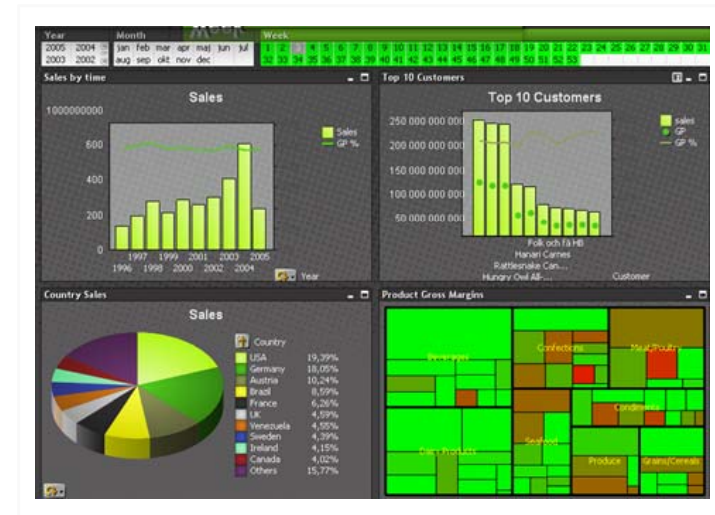 Year Month Week
2005 2004 jan feb mar apr maj jun jul 1 2 3 4 5 6 7 8 9 10 11 12 13 14 15 16 17 18 19 20 21 22 23 24 25 26 27 28 29 30 31
2003 2002 aug sep okt nov dec 32 33 34 35 36 37 38 39 40 41 42 43 44 45 46 47 48 49 50 51 52 53
Sales by time
Sales
1000000000
600
400
200
0
1997 1999 2001 2003 2005
1996 1998 2000 2002 2004
Year
Sales
GP %
Top 10 Customers
Top 10 Customers
250 000 000 000
200 000 000 000
150 000 000 000
100 000 000 000
50 000 000 000
Folk och fä HB
Hanari Carnes
Rattlesnake Can...
Hungry Owl All-...
Customer
sales
GP
GP %
Country Sales
Sales
Country
USA 19,39%
Germany 18,05%
Austria 10,24%
Brazil 8,59%
France 6,26%
UK 4,59%
Venezuela 4,55%
Sweden 4,39%
Ireland 4,15%
Canada 4,02%
Others 15,77%
Product Gross Margins
Beverages
Confections
Meat/Poultry
Condiments
Dairy Products
Seafood
Produce
Grains/Cereals